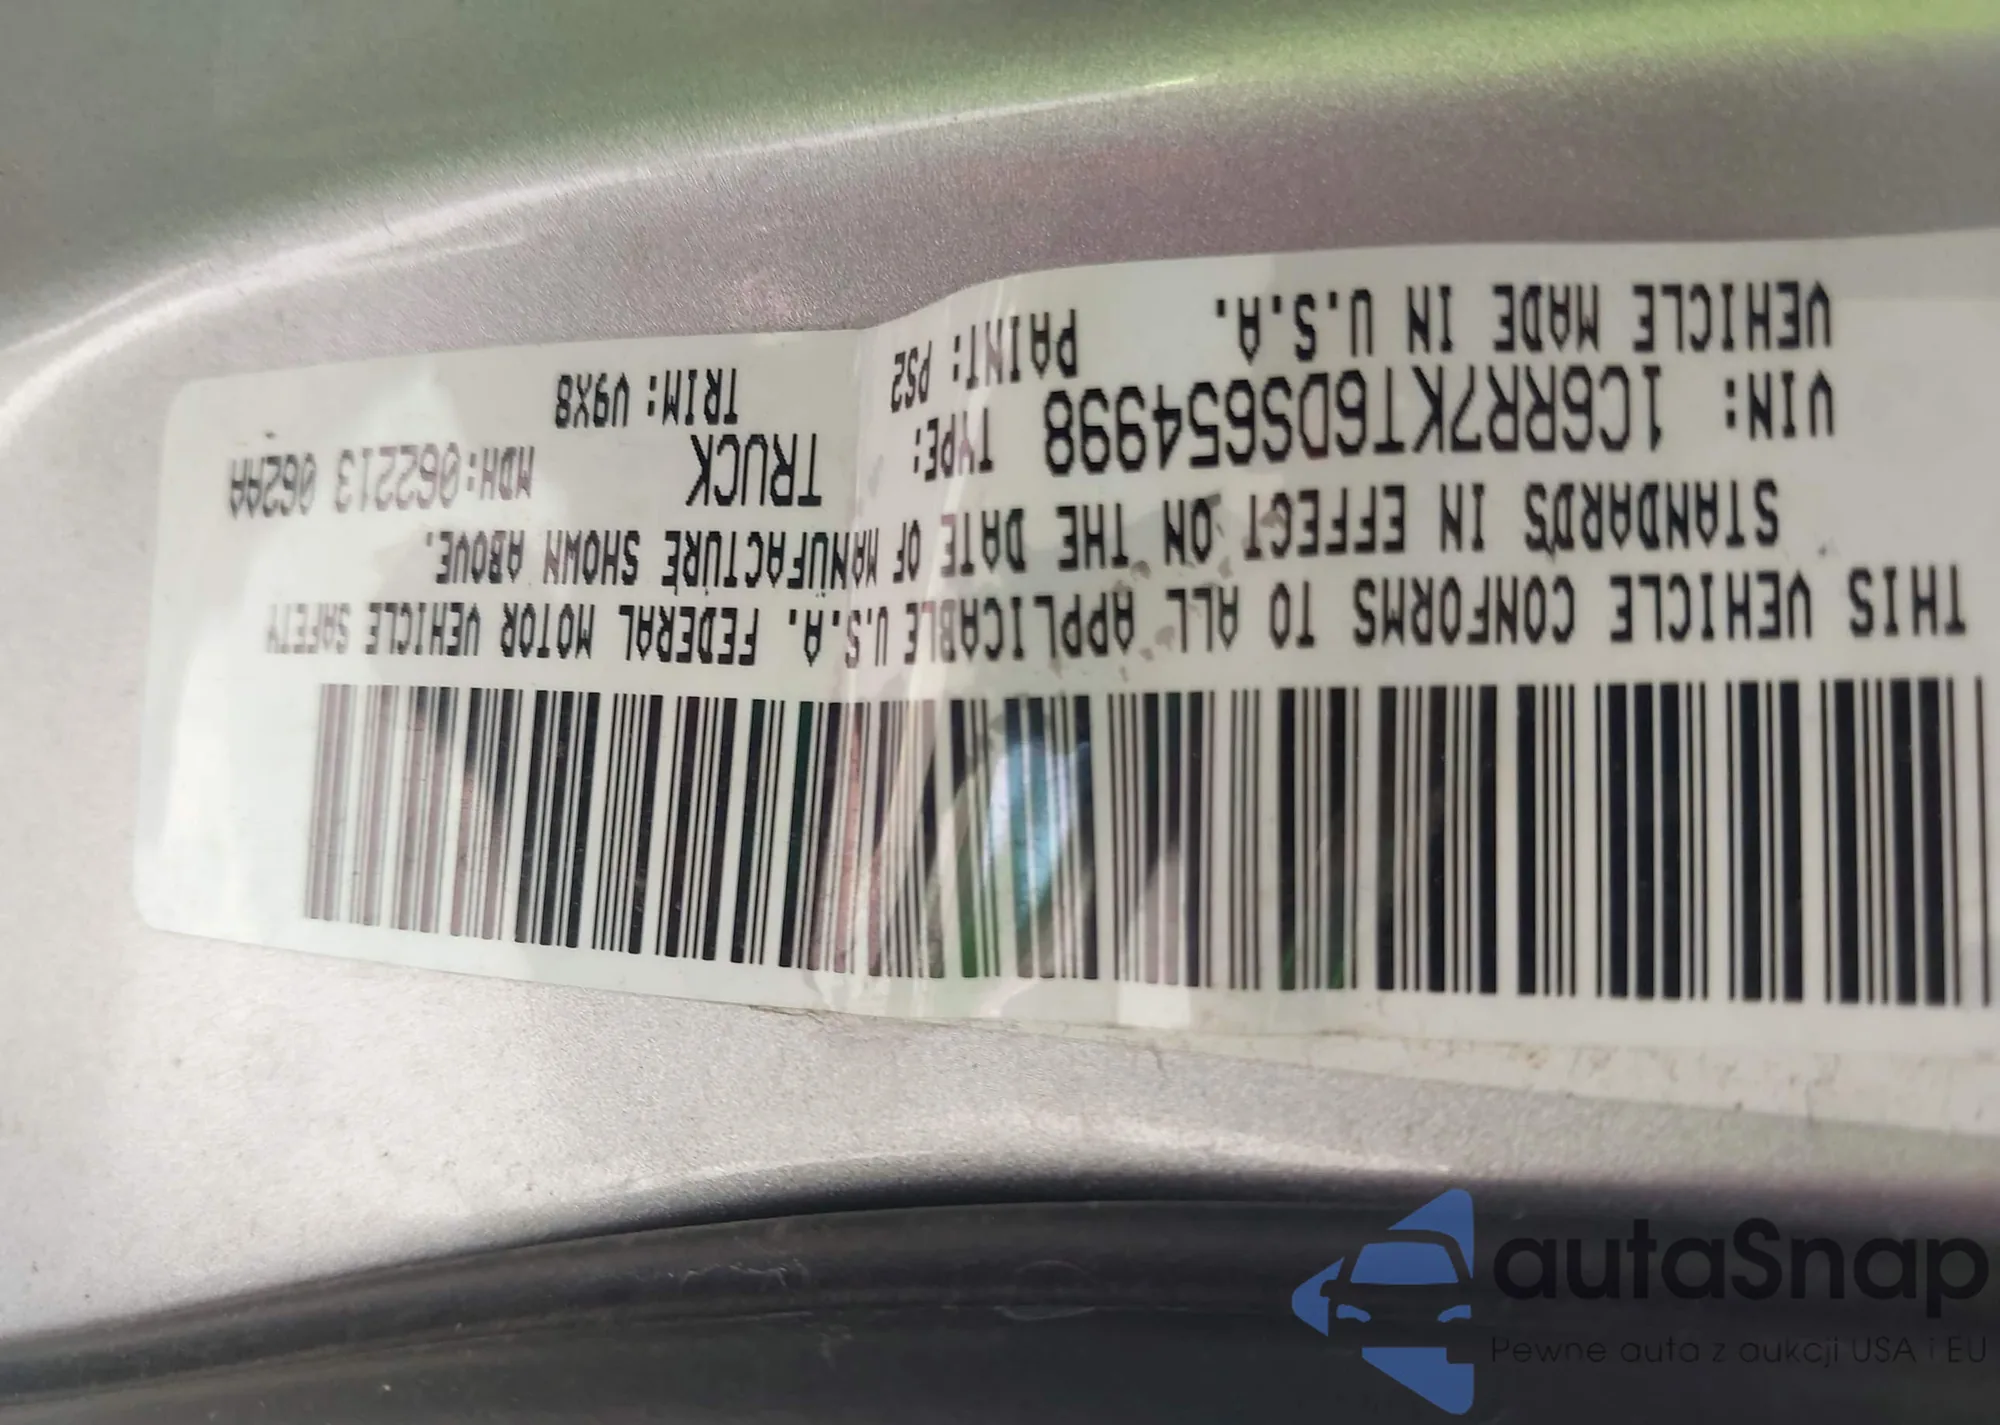 THIS VEHICLE CONFORMS TO ALL APPLICABLE U.S.A. FEDERAL MOTOR VEHICLE SAFETY
STANDARDS IN EFFECT ON THE DATE OF MANUFACTURE SHOWN ABOVE.
VIN: 1C6RR7KT6DS654998 TYPE: TRUCK MDH:062213 062AA
VEHICLE MADE IN U.S.A. PAINT: PS2 TRIM: V9X8
autaSnap
Pewne auta z aukcji USA i EU